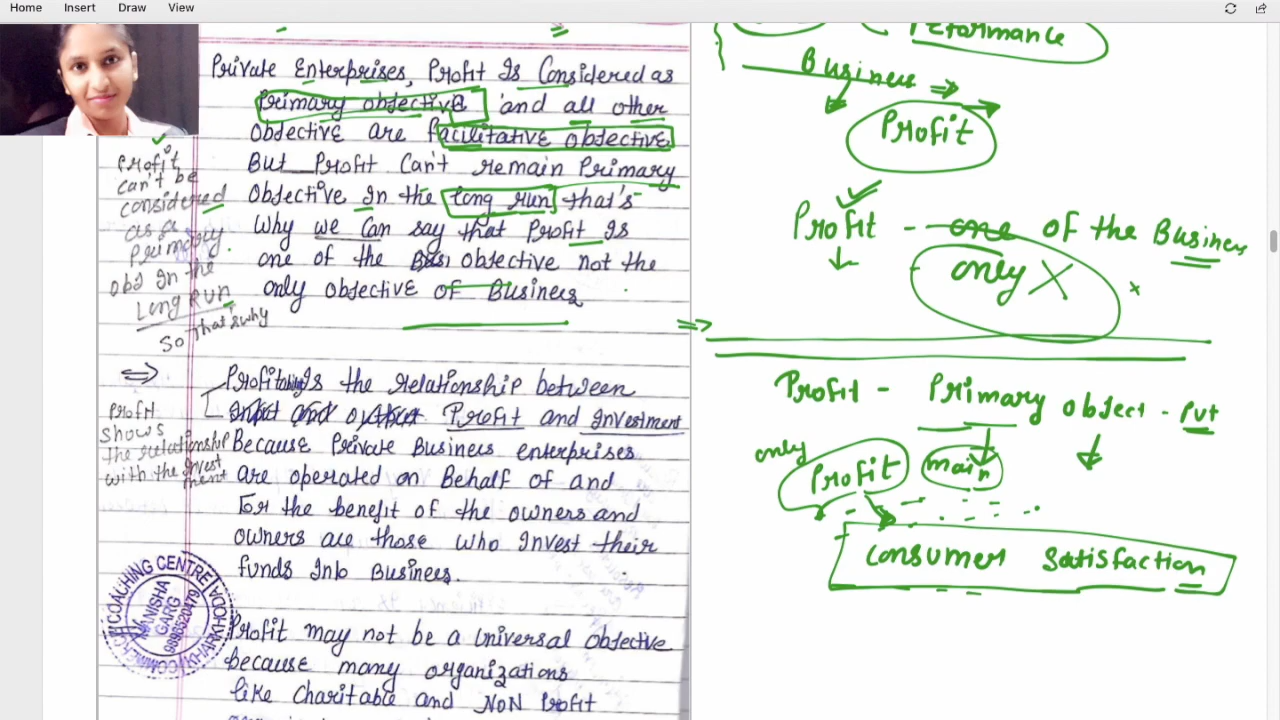 Home Insert Draw View
Private Enterprises, Profit Is Considered as
Primary objective and all other
objective are facilitative objective
But Profit Can't remain Primary
objective In the long run that's
Why we Can say that Profit Is
one of the objective not the
only objective of Business
Profit
can't be
considered
as a
primary
obj In the
Long Run
So that's why
Is the relationship between
Profit and Investment
Because Private Business enterprises
are operated on Behalf of and
For the benefit of the owners and
owners are those who Invest their
funds Into Business.
Profit
shows
the relationship
with the Invest
ment
Profit may not be a Universal objective
because many organizations
like Charitable and NON Profit
COACHING CENTRE
MANISHA
GARG
Performance
Business
Profit
Profit - one of the Business
only
Profit - Primary object - Put
only
Profit main
Consumer Satisfaction